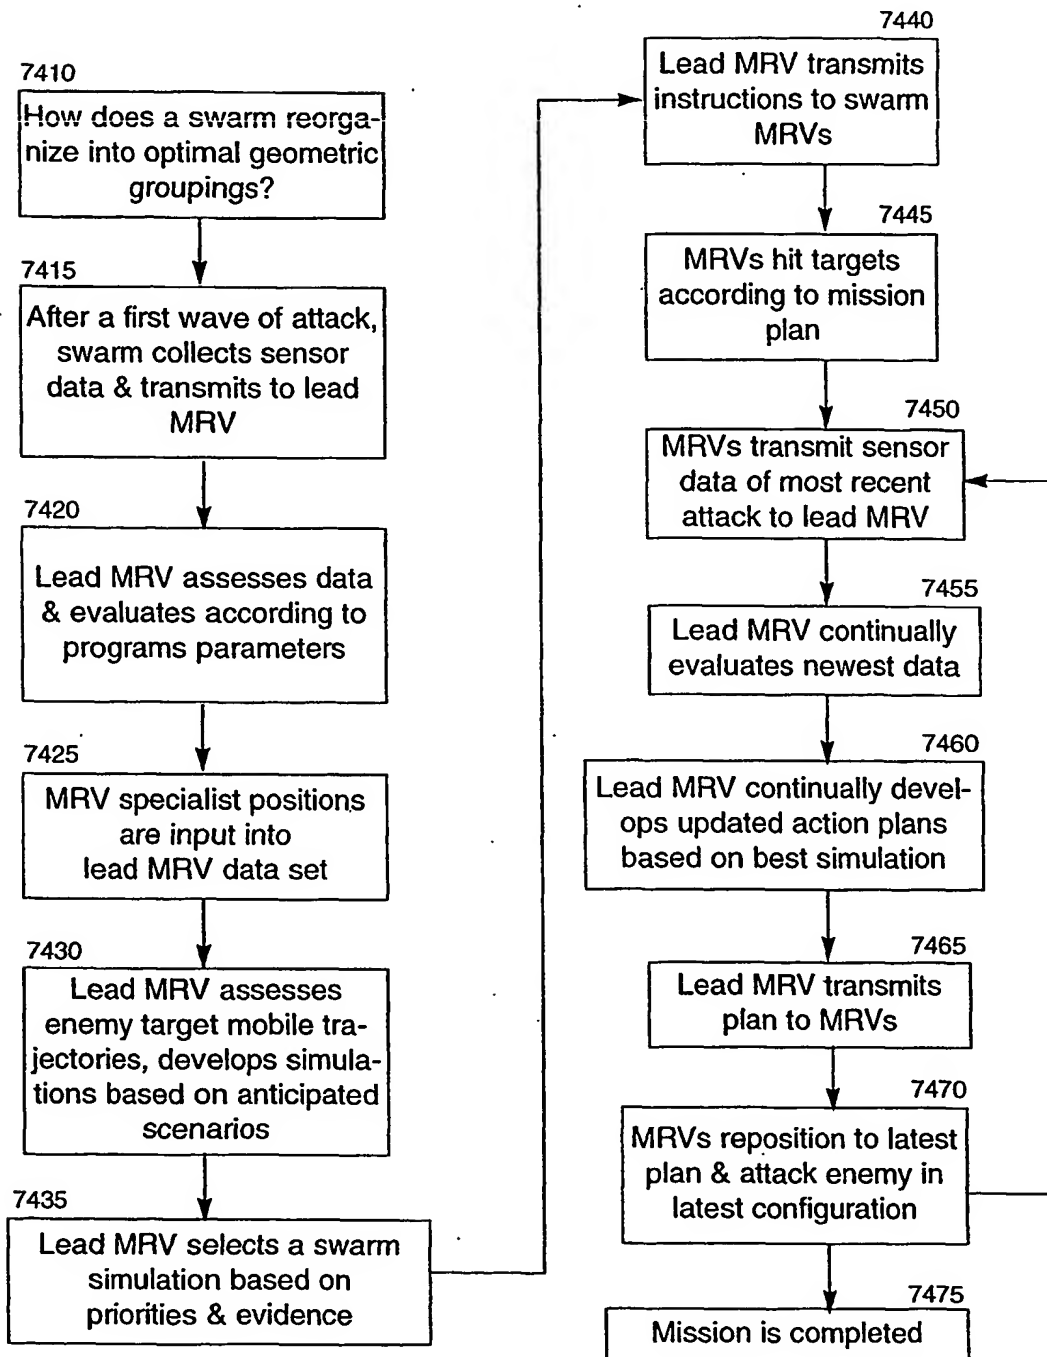 7410
How does a swarm reorga-
nize into optimal geometric
groupings?
7415
After a first wave of attack,
swarm collects sensor
data & transmits to lead
MRV
7420
Lead MRV assesses data
& evaluates according to
programs parameters
7425
MRV specialist positions
are input into
lead MRV data set
7430
Lead MRV assesses
enemy target mobile tra-
jectories, develops simula-
tions based on anticipated
scenarios
7435
Lead MRV selects a swarm
simulation based on
priorities & evidence
7440
Lead MRV transmits
instructions to swarm
MRVs
7445
MRVs hit targets
according to mission
plan
7450
MRVs transmit sensor
data of most recent
attack to lead MRV
7455
Lead MRV continually
evaluates newest data
7460
Lead MRV continually devel-
ops updated action plans
based on best simulation
7465
Lead MRV transmits
plan to MRVs
7470
MRVs reposition to latest
plan & attack enemy in
latest configuration
7475
Mission is completed